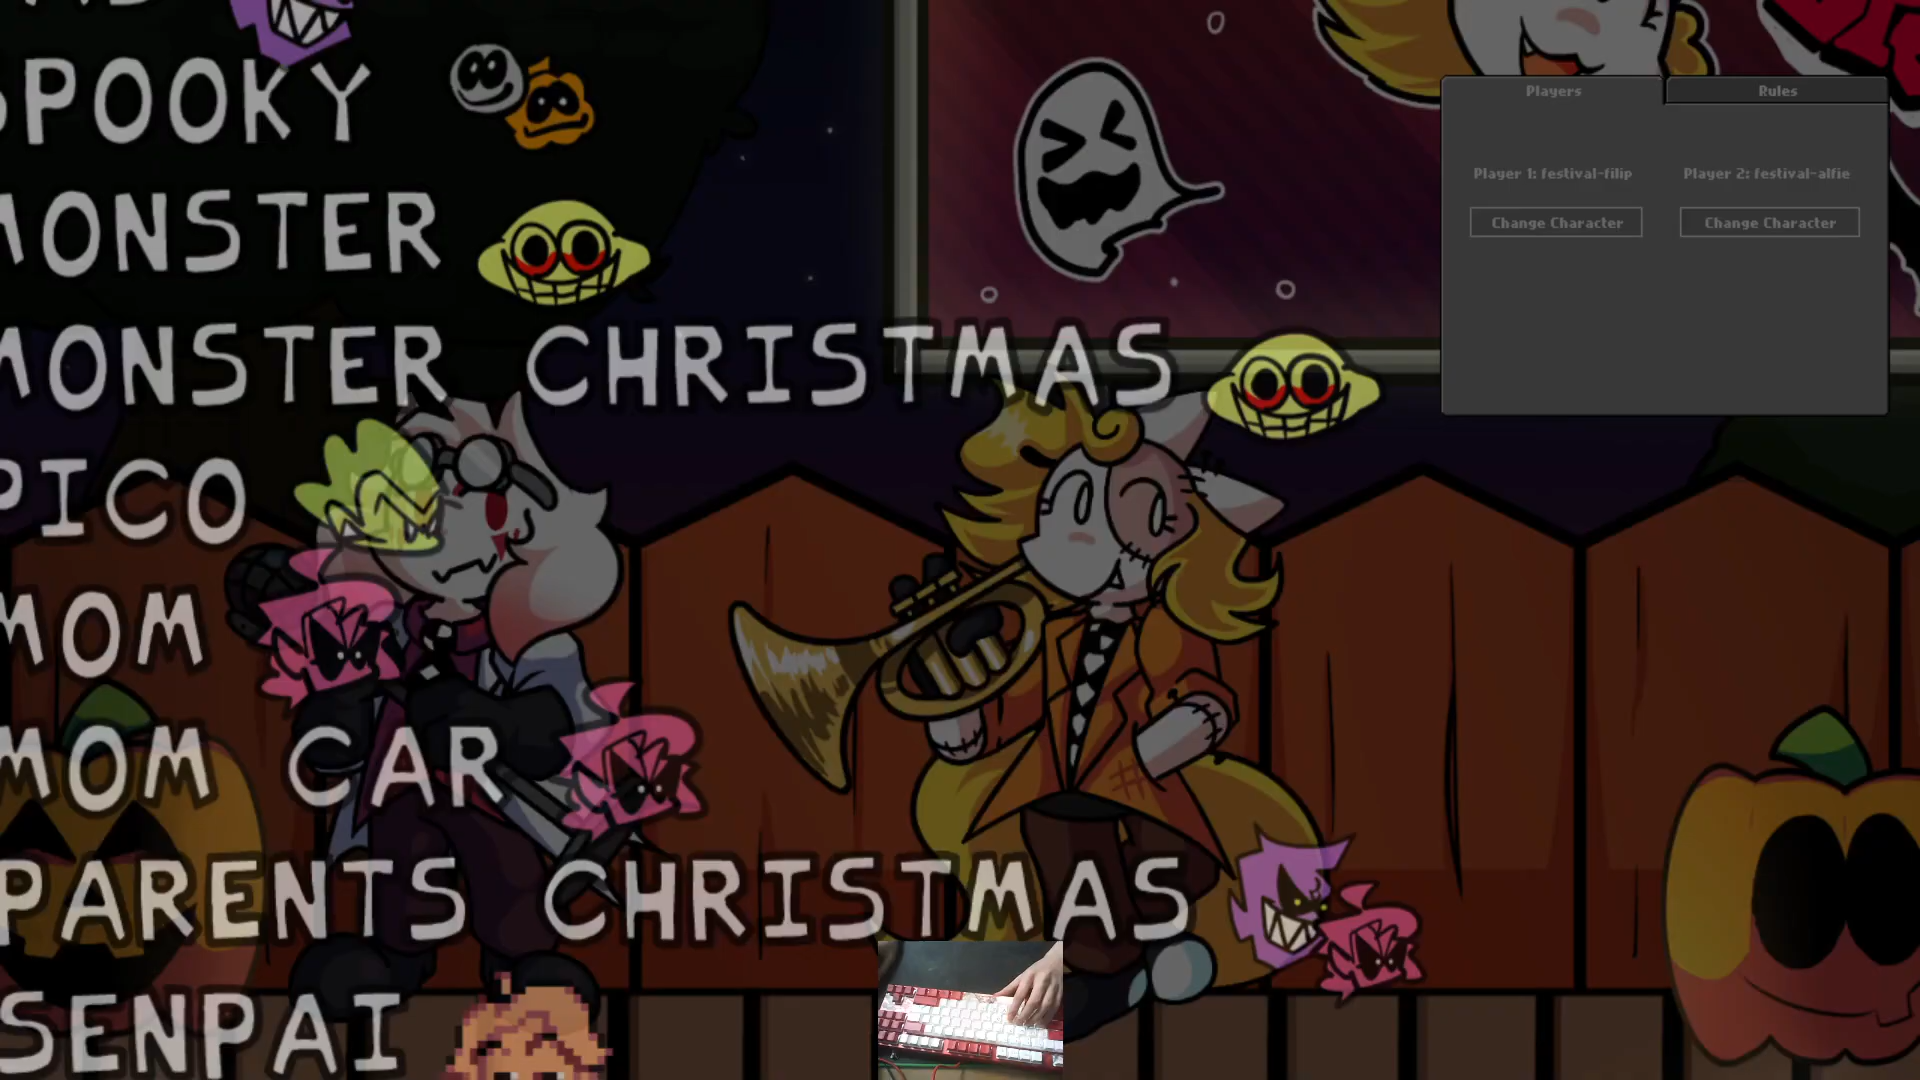 SPOOKY
MONSTER
MONSTER CHRISTMAS
PICO
MOM
MOM CAR
PARENTS CHRISTMAS
SENPAI
Players
Rules
Player 1: festival-filip
Player 2: festival-alfie
Change Character
Change Character